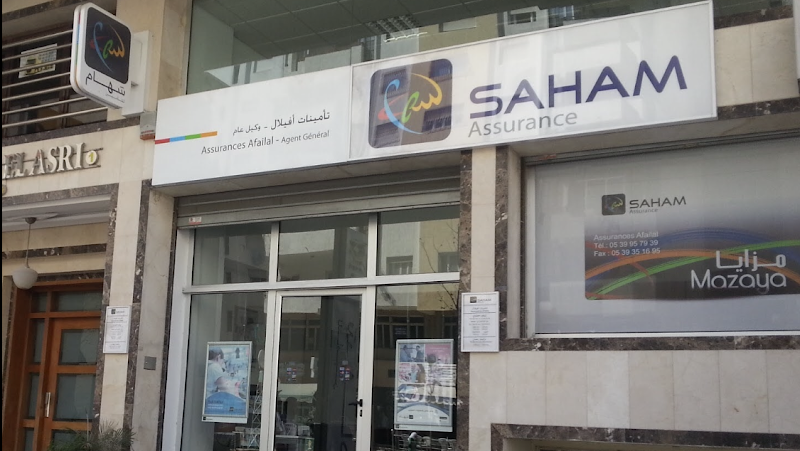 سهام
EL ASRI
تأمينات أفيلال - وكيل عام
Assurances Afailal - Agent Général
SAHAM
Assurance
SAHAM
Assurance
Assurances Afailal
Tél.: 05 39 95 79 39
Fax : 05 39 35 16 95
مزايا
Mazaya